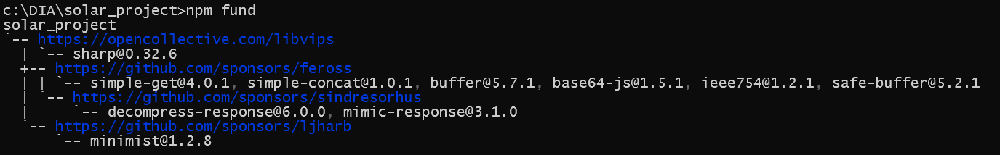 c:\DIA\solar_project>npm fund
solar_project
`-- https://opencollective.com/libvips
  | `-- sharp@0.32.6
  +-- https://github.com/sponsors/feross
  | | `-- simple-get@4.0.1, simple-concat@1.0.1, buffer@5.7.1, base64-js@1.5.1, ieee754@1.2.1, safe-buffer@5.2.1
  | `-- https://github.com/sponsors/sindresorhus
  |     `-- decompress-response@6.0.0, mimic-response@3.1.0
  `-- https://github.com/sponsors/ljharb
      `-- minimist@1.2.8